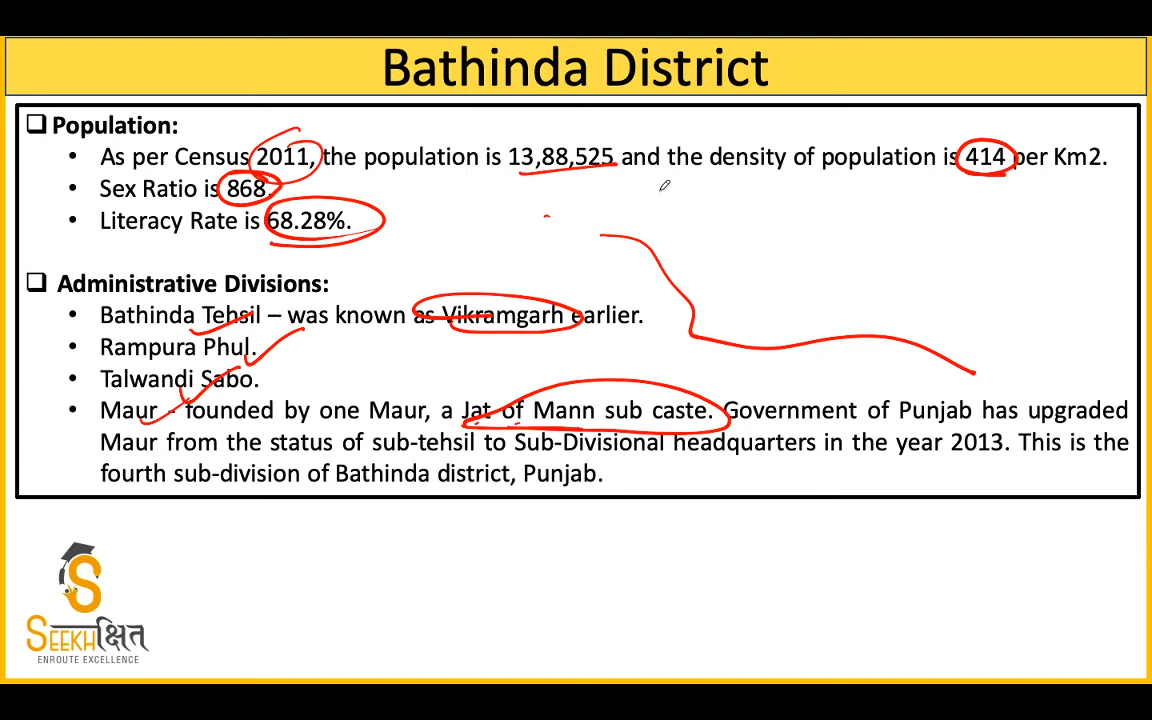 Bathinda District
❑ Population:
• As per Census 2011, the population is 13,88,525 and the density of population is 414 per Km2.
• Sex Ratio is 868.
• Literacy Rate is 68.28%.
❑ Administrative Divisions:
• Bathinda Tehsil – was known as Vikramgarh earlier.
• Rampura Phul.
• Talwandi Sabo.
• Maur - founded by one Maur, a Jat of Mann sub caste. Government of Punjab has upgraded
Maur from the status of sub-tehsil to Sub-Divisional headquarters in the year 2013. This is the
fourth sub-division of Bathinda district, Punjab.
S
SEEKHक्षित
ENROUTE EXCELLENCE